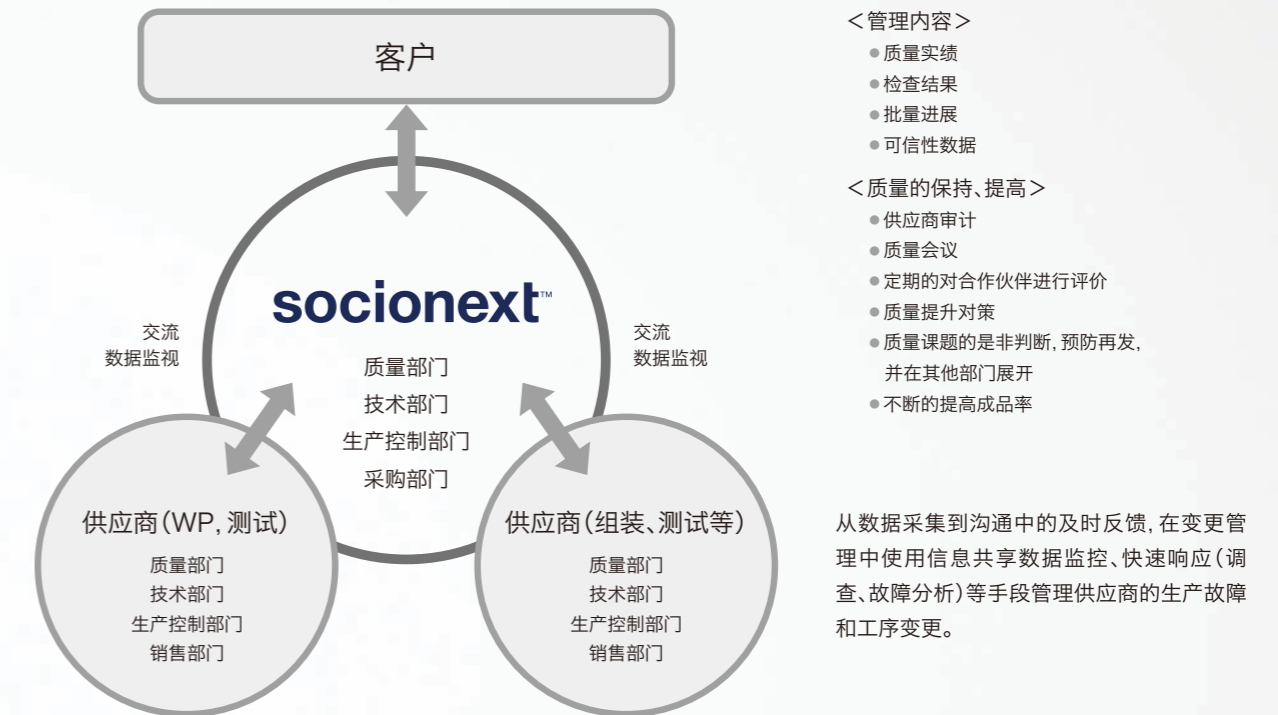 客户
socionext™
质量部门
技术部门
生产控制部门
采购部门
交流
数据监视
交流
数据监视
供应商(WP, 测试)
质量部门
技术部门
生产控制部门
销售部门
供应商(组装、测试等)
质量部门
技术部门
生产控制部门
销售部门
＜管理内容＞
●质量实绩
●检查结果
●批量进展
●可信性数据
＜质量的保持、提高＞
●供应商审计
●质量会议
●定期的对合作伙伴进行评价
●质量提升对策
●质量课题的是非判断, 预防再发,
并在其他部门展开
●不断的提高成品率
从数据采集到沟通中的及时反馈, 在变更管
理中使用信息共享数据监控、快速响应(调
查、故障分析)等手段管理供应商的生产故障
和工序变更。